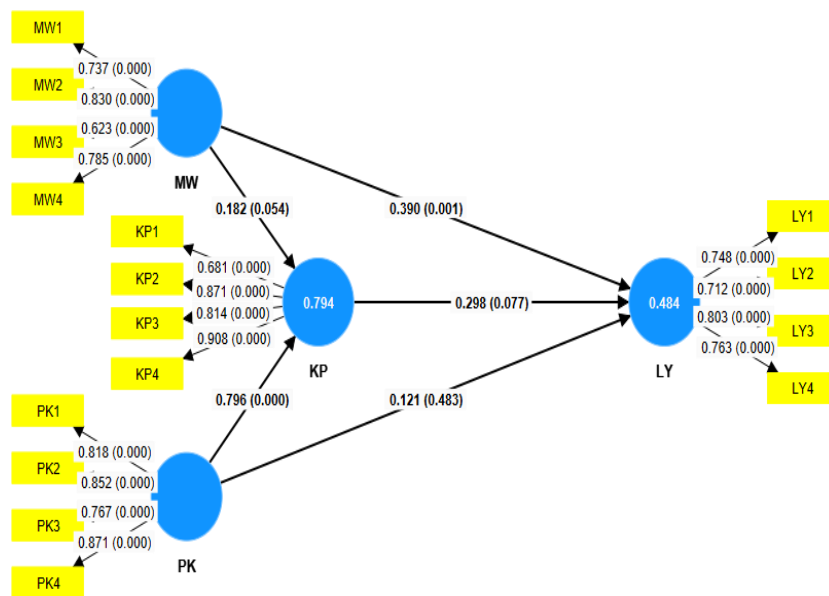 MW1
0.737 (0.000)
MW2
0.830 (0.000)
MW3
0.623 (0.000)
MW4
0.785 (0.000)
MW
0.182 (0.054)
0.390 (0.001)
KP1
0.681 (0.000)
KP2
0.871 (0.000)
KP3
0.814 (0.000)
KP4
0.908 (0.000)
0.794
KP
0.298 (0.077)
0.484
LY
LY1
0.748 (0.000)
LY2
0.712 (0.000)
LY3
0.803 (0.000)
LY4
0.763 (0.000)
0.796 (0.000)
0.121 (0.483)
PK1
0.818 (0.000)
PK2
0.852 (0.000)
PK3
0.767 (0.000)
PK4
0.871 (0.000)
PK